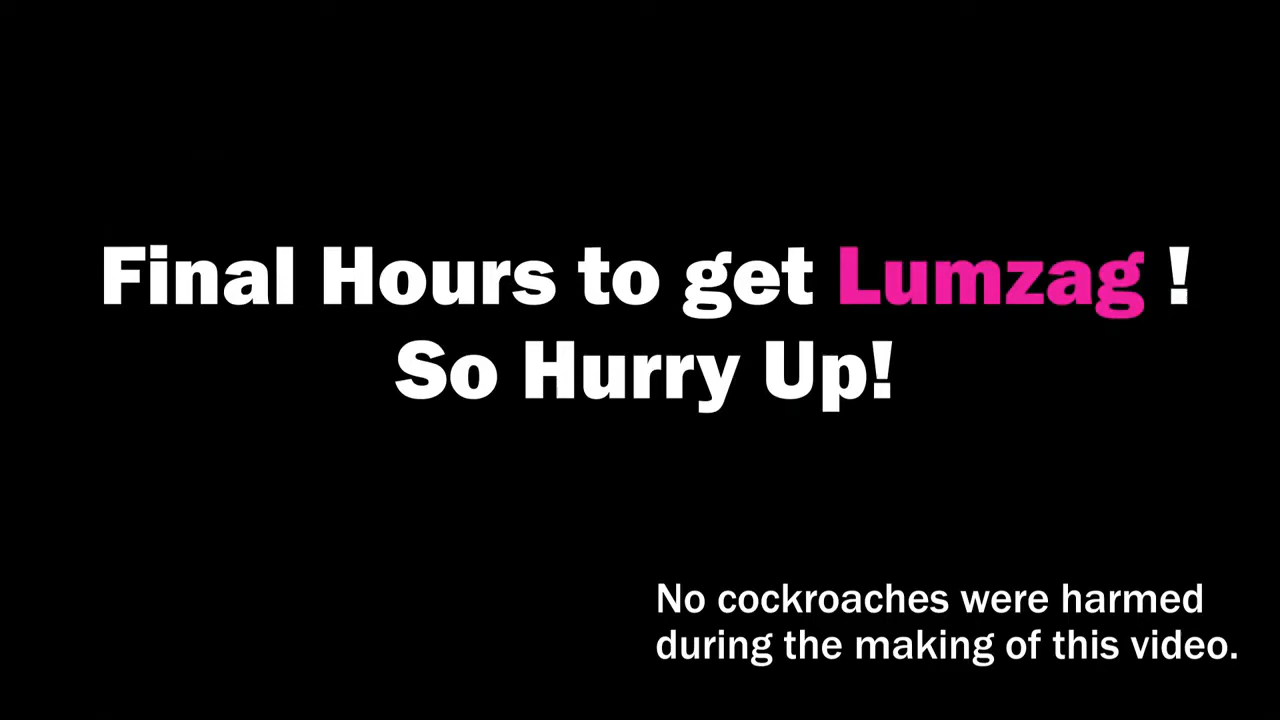 Final Hours to get Lumzag !
So Hurry Up!
No cockroaches were harmed
during the making of this video.